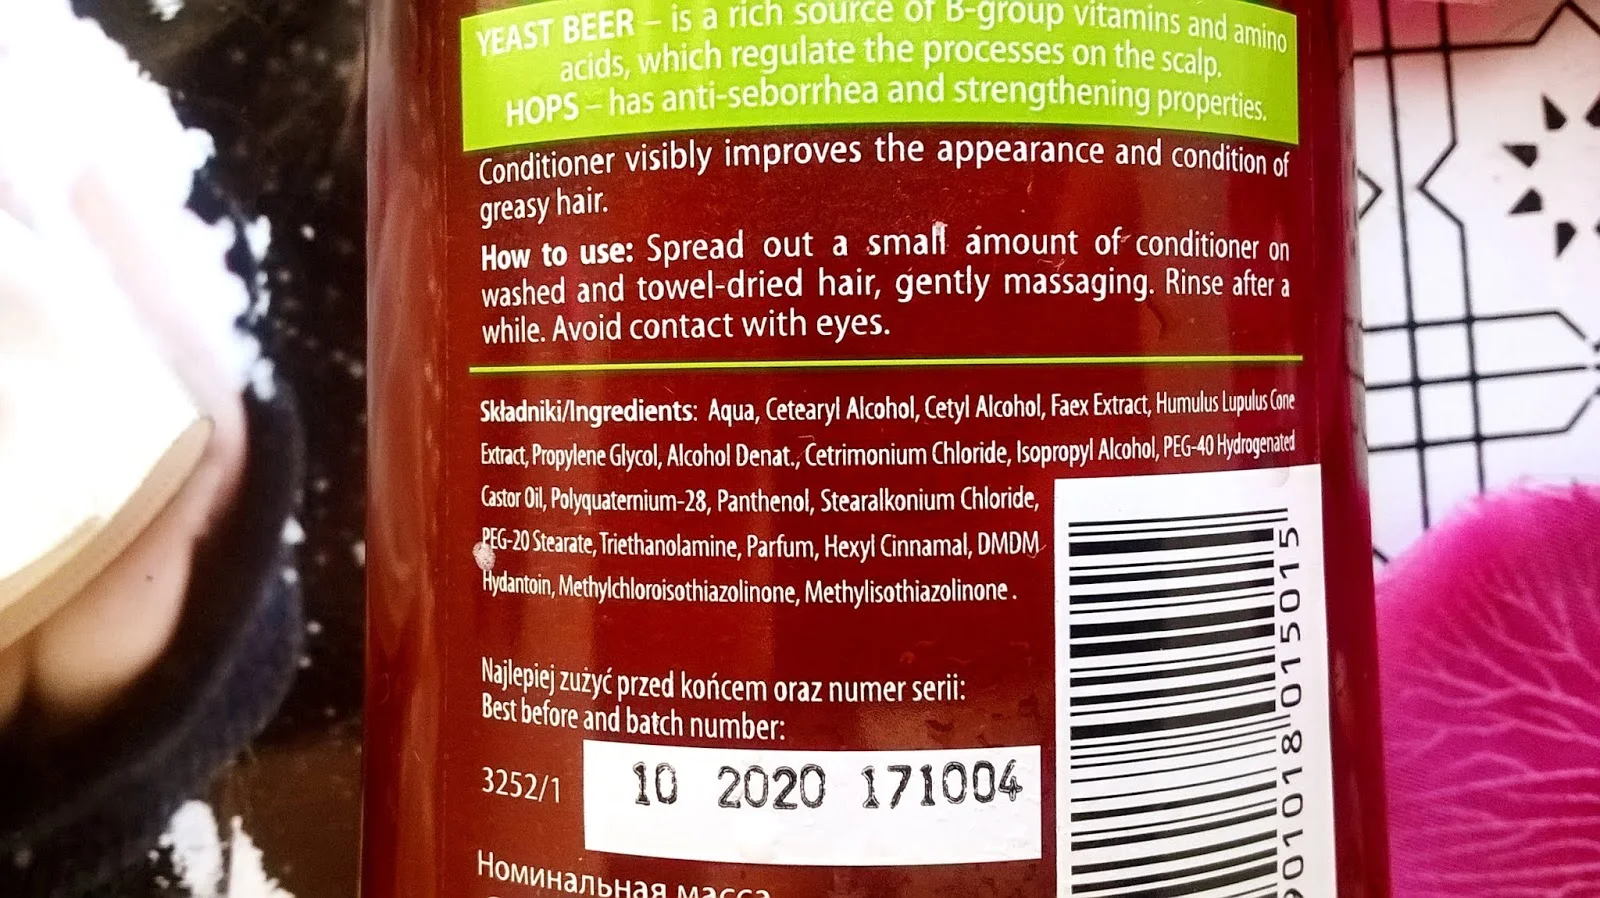 YEAST BEER – is a rich source of B-group vitamins and amino
acids, which regulate the processes on the scalp.
HOPS – has anti-seborrhea and strengthening properties.
Conditioner visibly improves the appearance and condition of
greasy hair.
How to use: Spread out a small amount of conditioner on
washed and towel-dried hair, gently massaging. Rinse after a
while. Avoid contact with eyes.
Składniki/Ingredients: Aqua, Cetearyl Alcohol, Cetyl Alcohol, Faex Extract, Humulus Lupulus Cone
Extract, Propylene Glycol, Alcohol Denat., Cetrimonium Chloride, Isopropyl Alcohol, PEG-40 Hydrogenated
Castor Oil, Polyquaternium-28, Panthenol, Stearalkonium Chloride,
PEG-20 Stearate, Triethanolamine, Parfum, Hexyl Cinnamal, DMDM
Hydantoin, Methylchloroisothiazolinone, Methylisothiazolinone.
Najlepiej zużyć przed końcem oraz numer serii:
Best before and batch number:
3252/1 10 2020 171004
Номинальная масса
901018 015015